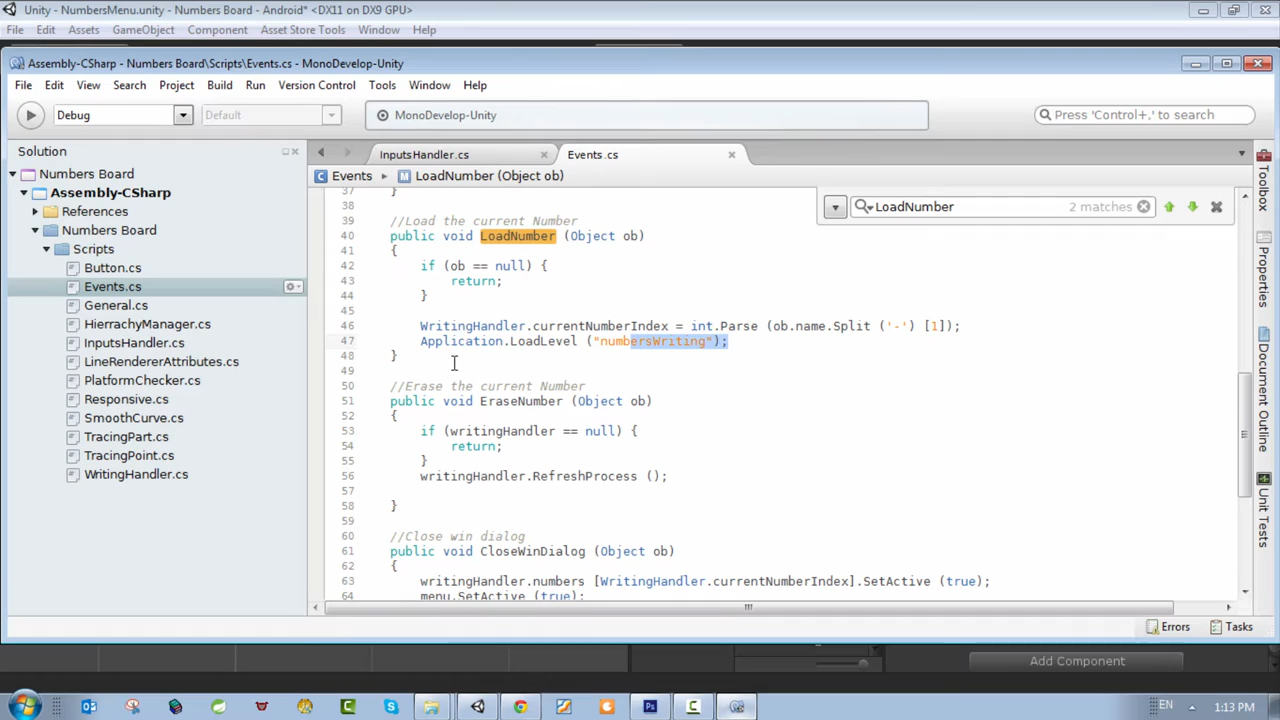 Unity - NumbersMenu.unity - Numbers Board - Android* <DX11 on DX9 GPU>
File Edit Assets GameObject Component Asset Store Tools Window Help
Assembly-CSharp - Numbers Board\Scripts\Events.cs - MonoDevelop-Unity
File Edit View Search Project Build Run Version Control Tools Window Help
Debug Default MonoDevelop-Unity Press 'Control+,' to search
Solution
Numbers Board
Assembly-CSharp
References
Numbers Board
Scripts
Button.cs
Events.cs
General.cs
HierrachyManager.cs
InputsHandler.cs
LineRendererAttributes.cs
PlatformChecker.cs
Responsive.cs
SmoothCurve.cs
TracingPart.cs
TracingPoint.cs
WritingHandler.cs
InputsHandler.cs Events.cs
Events LoadNumber (Object ob)
LoadNumber 2 matches
37 }
38
39 //Load the current Number
40 public void LoadNumber (Object ob)
41 {
42 if (ob == null) {
43 return;
44 }
45
46 WritingHandler.currentNumberIndex = int.Parse (ob.name.Split ('-') [1]);
47 Application.LoadLevel ("numbersWriting");
48 }
49
50 //Erase the current Number
51 public void EraseNumber (Object ob)
52 {
53 if (writingHandler == null) {
54 return;
55 }
56 writingHandler.RefreshProcess ();
57
58 }
59
60 //Close win dialog
61 public void CloseWinDialog (Object ob)
62 {
63 writingHandler.numbers [WritingHandler.currentNumberIndex].SetActive (true);
64 menu.SetActive (true);
Toolbox
Properties
Document Outline
Unit Tests
Errors Tasks
Add Component
EN 1:13 PM